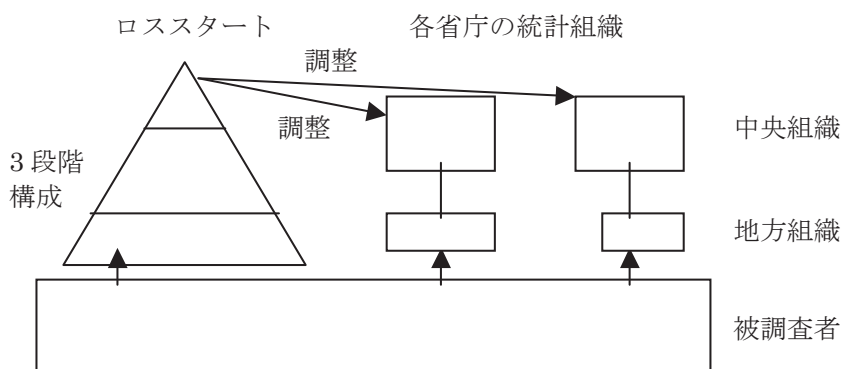 ロススタート
各省庁の統計組織
調整
調整
中央組織
3 段階
構成
地方組織
被調査者